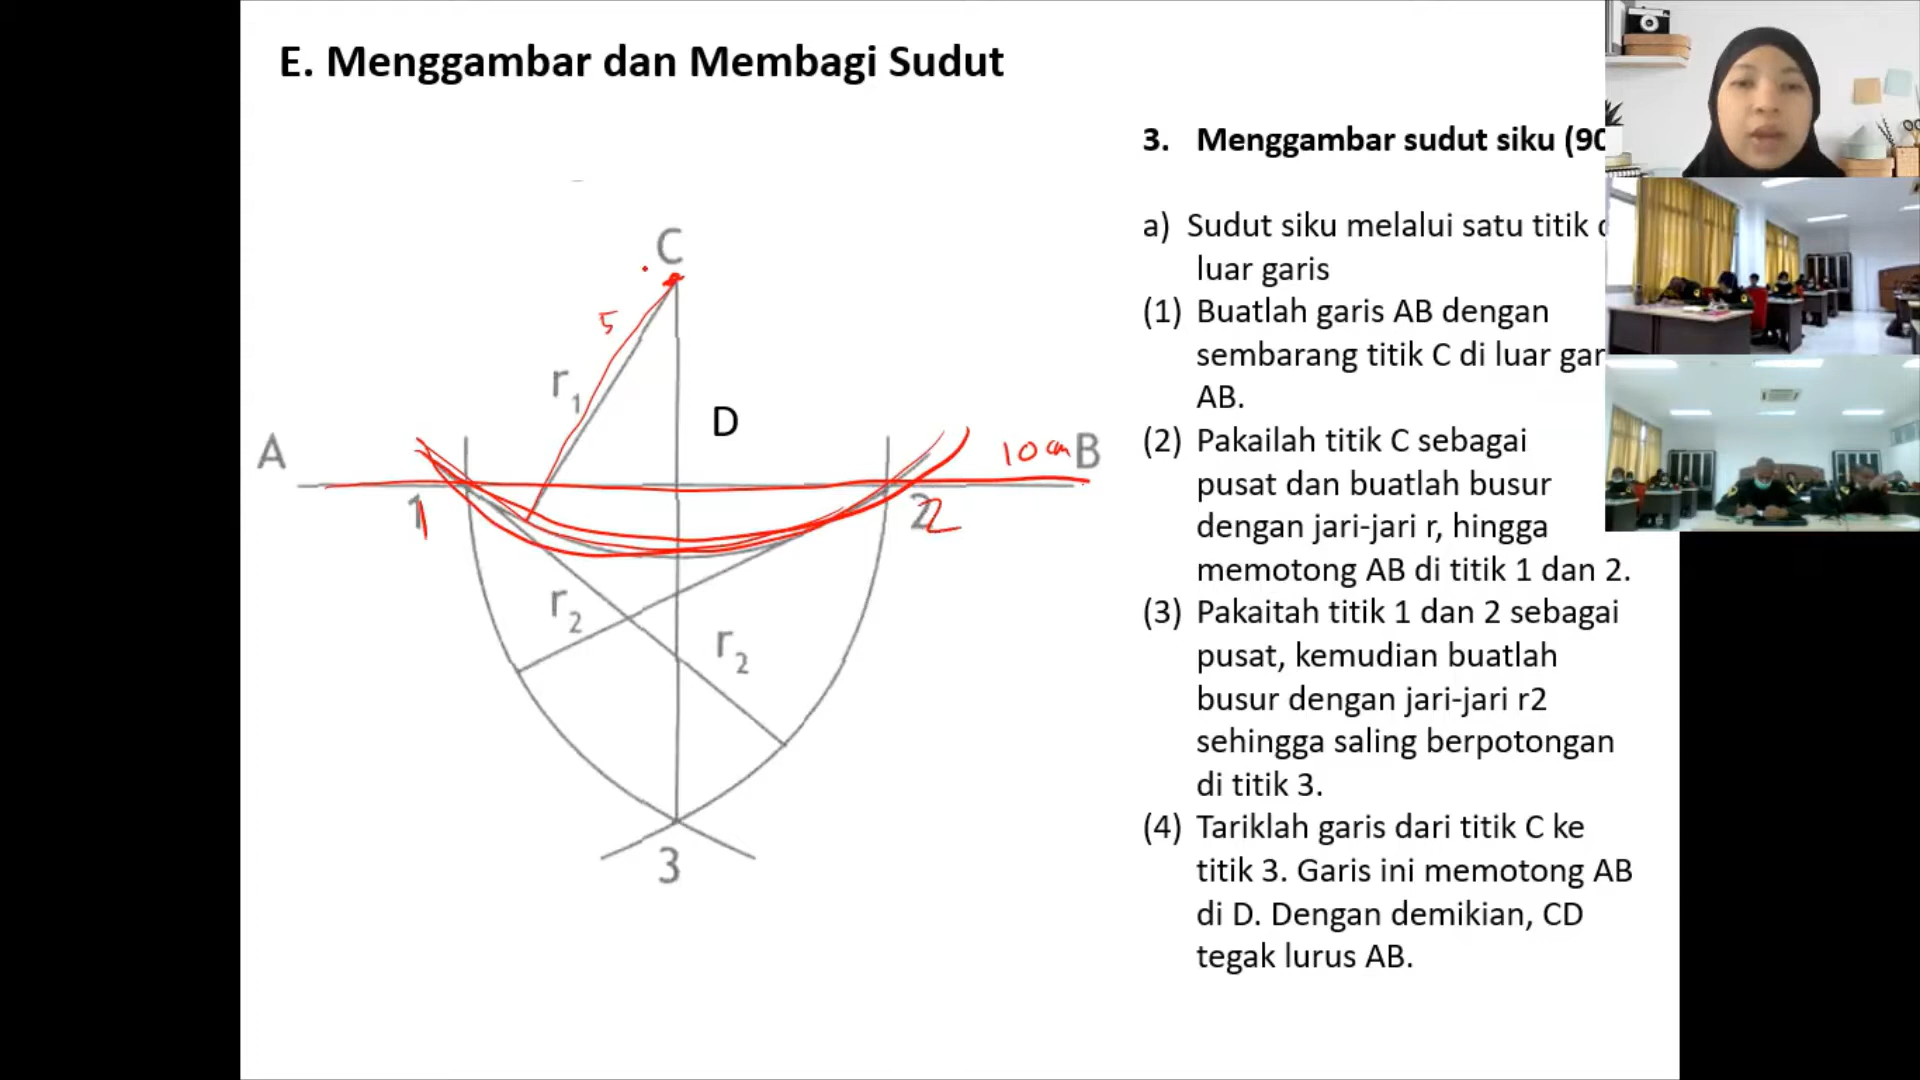 E. Menggambar dan Membagi Sudut
3. Menggambar sudut siku (90
a) Sudut siku melalui satu titik d
luar garis
(1) Buatlah garis AB dengan
sembarang titik C di luar gar
AB.
(2) Pakailah titik C sebagai
pusat dan buatlah busur
dengan jari-jari r, hingga
memotong AB di titik 1 dan 2.
(3) Pakaitah titik 1 dan 2 sebagai
pusat, kemudian buatlah
busur dengan jari-jari r2
sehingga saling berpotongan
di titik 3.
(4) Tariklah garis dari titik C ke
titik 3. Garis ini memotong AB
di D. Dengan demikian, CD
tegak lurus AB.
C
5
r1
D
A
10 cm B
1
2
1
2
r2
r2
3